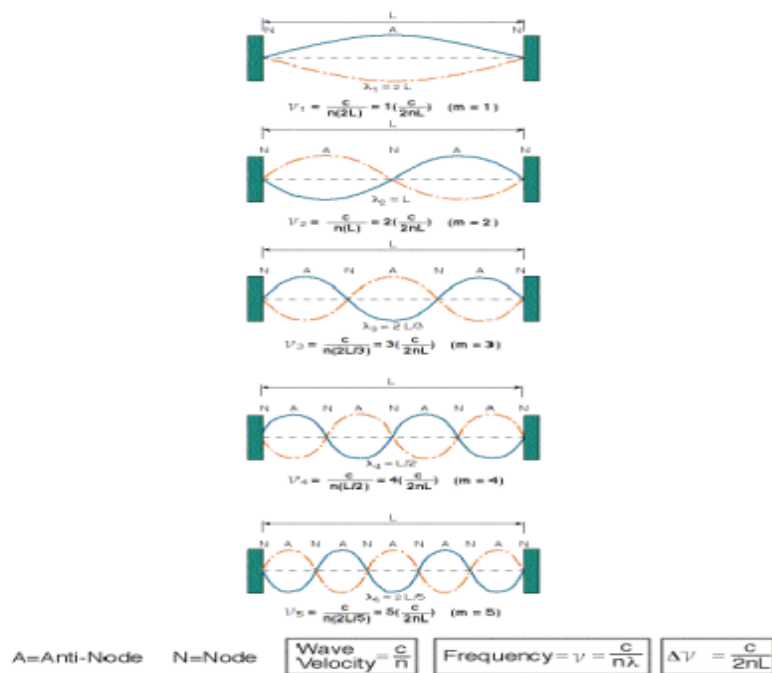 L
N A N
λ₁ = 2 L
ν₁ = c/n(2L) = 1(c/2nL) (m = 1)
L
N A N A N
λ₂ = L
ν₂ = c/n(L) = 2(c/2nL) (m = 2)
L
N A N A N A N
λ₃ = 2 L/3
ν₃ = c/n(2L/3) = 3(c/2nL) (m = 3)
L
N A N A N A N A N
λ₄ = L/2
ν₄ = c/n(L/2) = 4(c/2nL) (m = 4)
L
N A N A N A N A N A N
λ₅ = 2 L/5
ν₅ = c/n(2L/5) = 5(c/2nL) (m = 5)
A=Anti-Node N=Node Wave Velocity = c/n Frequency = ν = c/nλ Δν = c/2nL